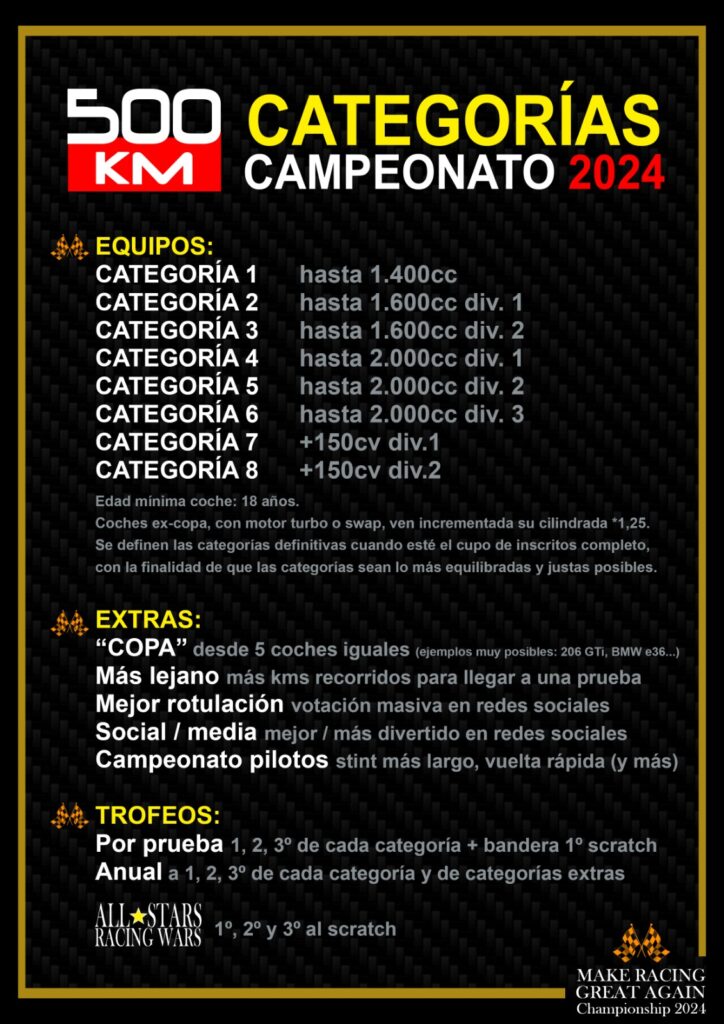 500 KM
CATEGORÍAS
CAMPEONATO 2024
EQUIPOS:
CATEGORÍA 1 hasta 1.400cc
CATEGORÍA 2 hasta 1.600cc div. 1
CATEGORÍA 3 hasta 1.600cc div. 2
CATEGORÍA 4 hasta 2.000cc div. 1
CATEGORÍA 5 hasta 2.000cc div. 2
CATEGORÍA 6 hasta 2.000cc div. 3
CATEGORÍA 7 +150cv div.1
CATEGORÍA 8 +150cv div.2
Edad mínima coche: 18 años.
Coches ex-copa, con motor turbo o swap, ven incrementada su cilindrada *1,25.
Se definen las categorías definitivas cuando esté el cupo de inscritos completo,
con la finalidad de que las categorías sean lo más equilibradas y justas posibles.
EXTRAS:
“COPA” desde 5 coches iguales (ejemplos muy posibles: 206 GTi, BMW e36...)
Más lejano más kms recorridos para llegar a una prueba
Mejor rotulación votación masiva en redes sociales
Social / media mejor / más divertido en redes sociales
Campeonato pilotos stint más largo, vuelta rápida (y más)
TROFEOS:
Por prueba 1, 2, 3º de cada categoría + bandera 1º scratch
Anual a 1, 2, 3º de cada categoría y de categorías extras
ALL★STARS
RACING WARS
1º, 2º y 3º al scratch
MAKE RACING
GREAT AGAIN
Championship 2024